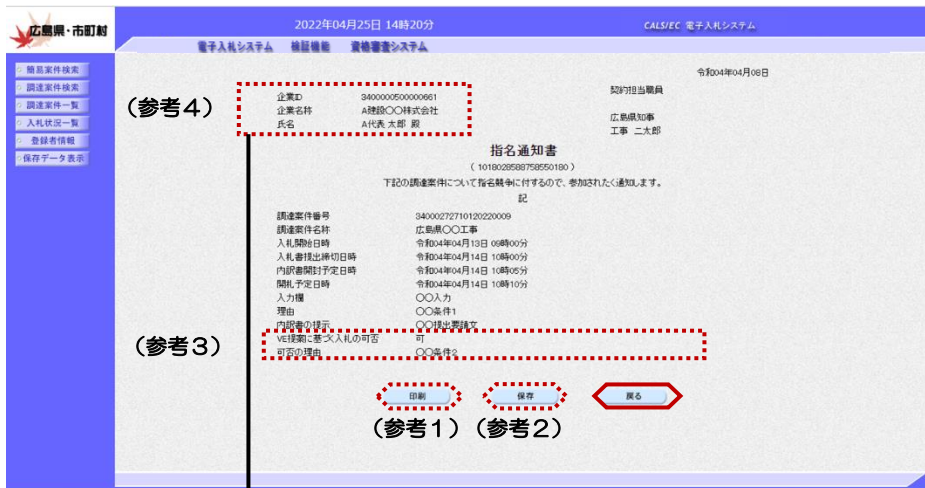 広島県・市町村
2022年04月25日 14時20分
CALS/EC 電子入札システム
電子入札システム 検証機能 資格審査システム
簡易案件検索
調達案件検索
調達案件一覧
入札状況一覧
登録者情報
保存データ表示
令和04年04月08日
(参考4)
企業ID 3400000500000661
企業名称 A建設〇〇株式会社
氏名 A代表 太郎 殿
契約担当職員
広島県知事
工事 二太郎
指名通知書
(1018028588758550180)
下記の調達案件について指名競争に付するので、参加されたく通知します。
記
調達案件番号 34000272710120220009
調達案件名称 広島県〇〇工事
入札開始日時 令和04年04月13日 09時00分
入札書提出締切日時 令和04年04月14日 10時00分
内訳書開封予定日時 令和04年04月14日 10時05分
開札予定日時 令和04年04月14日 10時10分
入力欄 〇〇入力
理由 〇〇条件1
内訳書の提示 〇〇提出要請文
(参考3)
VE提案に基づく入札の可否 可
可否の理由 〇〇条件2
印刷 保存 戻る
(参考1) (参考2)